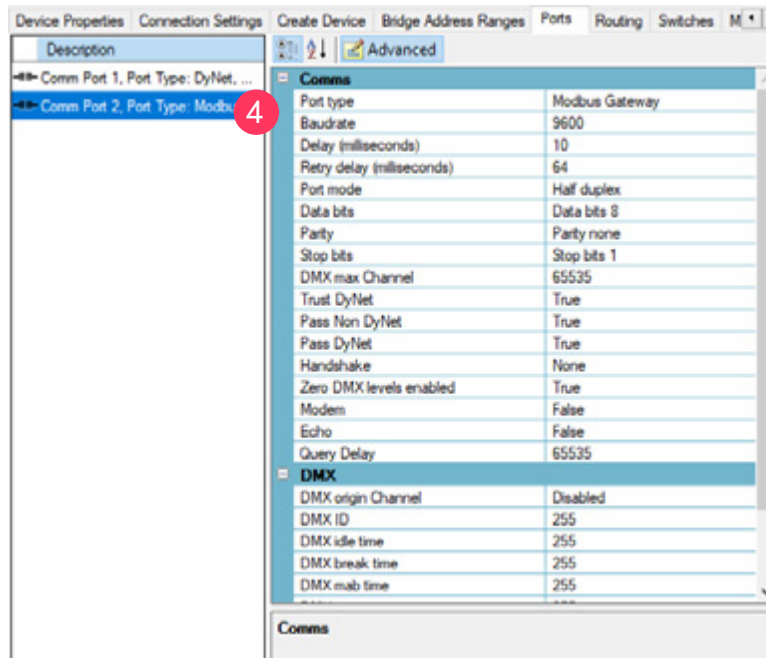 Device Properties Connection Settings Create Device Bridge Address Ranges Ports Routing Switches M
Description
Advanced
Comm Port 1, Port Type: DyNet, ...
Comm Port 2, Port Type: Modbu
4
Comms
Port type Modbus Gateway
Baudrate 9600
Delay (milliseconds) 10
Retry delay (milliseconds) 64
Port mode Half duplex
Data bits Data bits 8
Parity Parity none
Stop bits Stop bits 1
DMX max Channel 65535
Trust DyNet True
Pass Non DyNet True
Pass DyNet True
Handshake None
Zero DMX levels enabled True
Modem False
Echo False
Query Delay 65535
DMX
DMX origin Channel Disabled
DMX ID 255
DMX idle time 255
DMX break time 255
DMX mab time 255
Comms